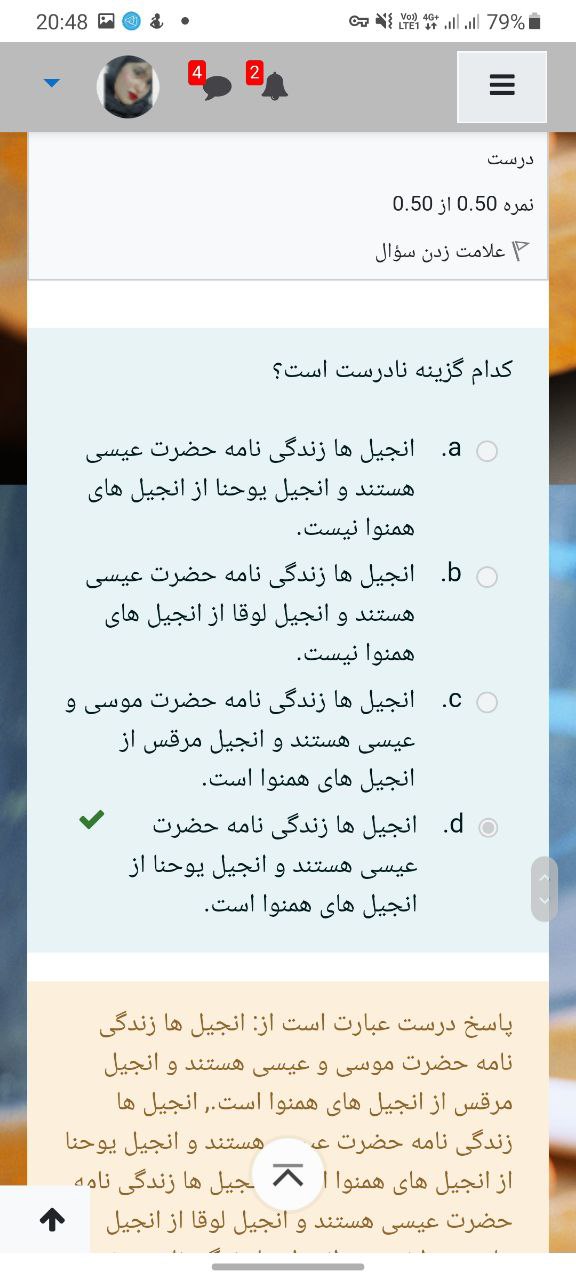 20:48
Vo)) 4G+
LTE1
79%
4
2
درست
نمره 0.50 از 0.50
علامت زدن سؤال
کدام گزینه نادرست است؟
a. انجیل ها زندگی نامه حضرت عیسی
هستند و انجیل یوحنا از انجیل های
همنوا نیست.
b. انجیل ها زندگی نامه حضرت عیسی
هستند و انجیل لوقا از انجیل های
همنوا نیست.
c. انجیل ها زندگی نامه حضرت موسی و
عیسی هستند و انجیل مرقس از
انجیل های همنوا است.
d. انجیل ها زندگی نامه حضرت
عیسی هستند و انجیل یوحنا از
انجیل های همنوا است.
پاسخ درست عبارت است از: انجیل ها زندگی
نامه حضرت موسی و عیسی هستند و انجیل
مرقس از انجیل های همنوا است., انجیل ها
زندگی نامه حضرت هستند و انجیل یوحنا
از انجیل های همنوا ها زندگی نامه
حضرت عیسی هستند و انجیل لوقا از انجیل